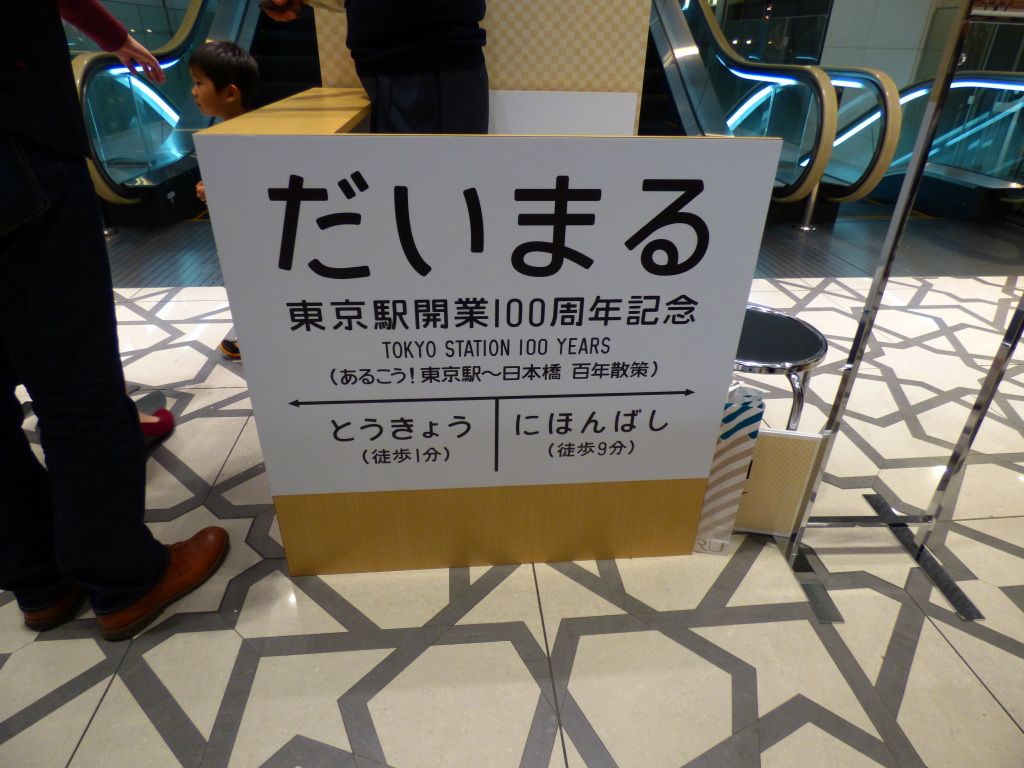 だいまる
東京駅開業100周年記念
TOKYO STATION 100 YEARS
(あるこう!東京駅～日本橋 百年散策)
とうきょう
(徒歩1分)
にほんばし
(徒歩9分)